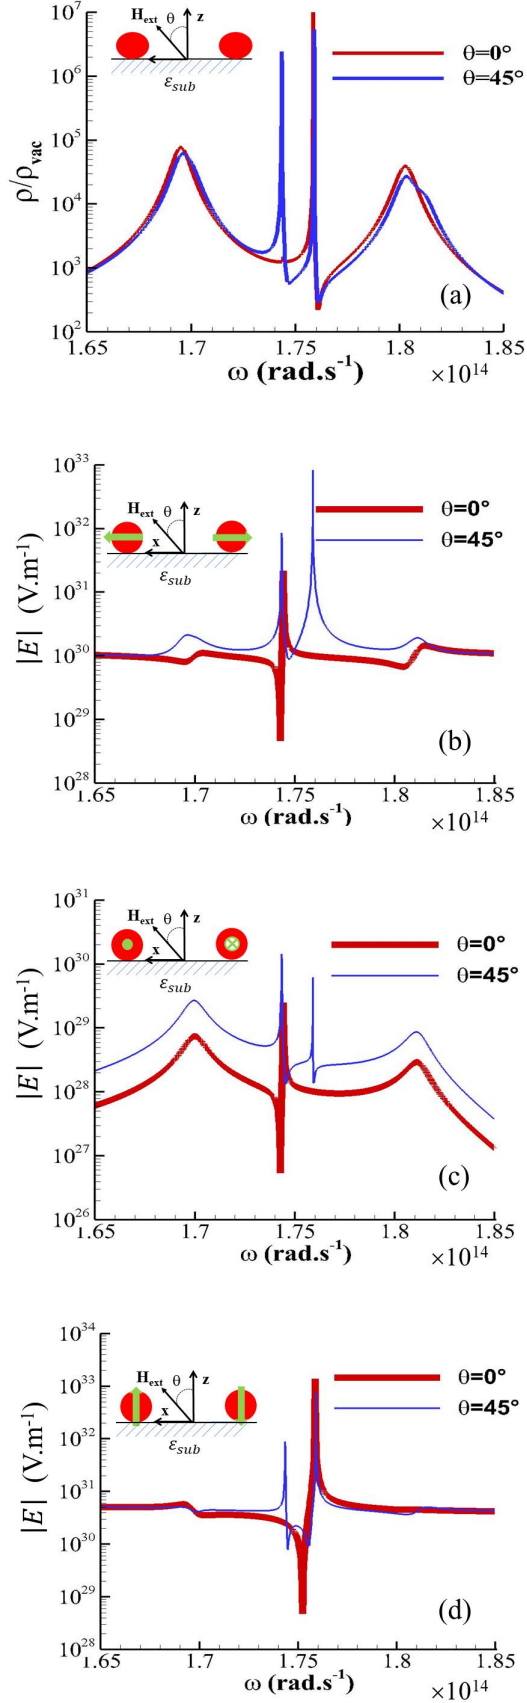 H_ext θ z
ε_sub
θ=0°
θ=45°
ρ/ρ_vac
10^7
10^6
10^5
10^4
10^3
10^2
(a)
1.65 1.7 1.75 1.8 1.85
ω (rad.s^-1) ×10^14
H_ext θ z
x
ε_sub
θ=0°
θ=45°
|E| (V.m^-1)
10^33
10^32
10^31
10^30
10^29
10^28
(b)
1.65 1.7 1.75 1.8 1.85
ω (rad.s^-1) ×10^14
H_ext θ z
x
ε_sub
θ=0°
θ=45°
|E| (V.m^-1)
10^31
10^30
10^29
10^28
10^27
10^26
(c)
1.65 1.7 1.75 1.8 1.85
ω (rad.s^-1) ×10^14
H_ext θ z
x
ε_sub
θ=0°
θ=45°
|E| (V.m^-1)
10^34
10^33
10^32
10^31
10^30
10^29
10^28
(d)
1.65 1.7 1.75 1.8 1.85
ω (rad.s^-1) ×10^14